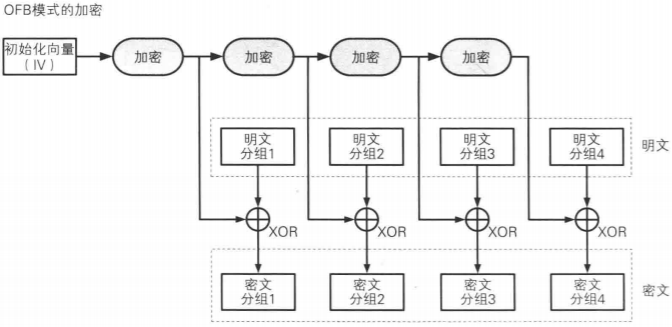 OFB模式的加密
初始化向量
（IV）
加密
加密
加密
加密
明文
分组1
明文
分组2
明文
分组3
明文
分组4
明文
XOR
XOR
XOR
XOR
密文
分组1
密文
分组2
密文
分组3
密文
分组4
密文